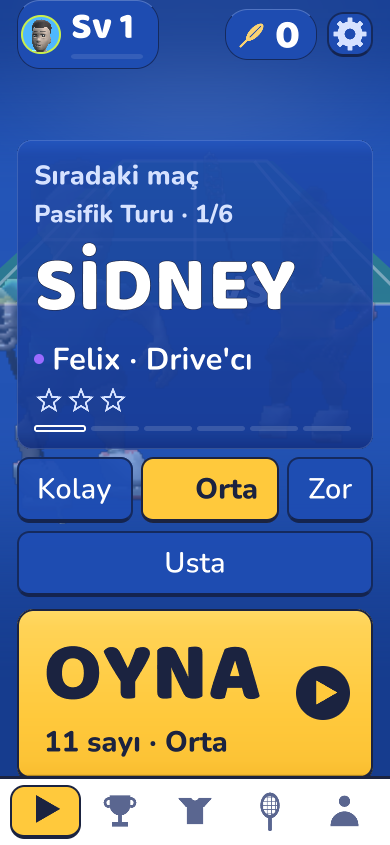 Sv 1
0
Sıradaki maç
Pasifik Turu · 1/6
SİDNEY
Felix · Drive'cı
Kolay
Orta
Zor
Usta
OYNA
11 sayı · Orta